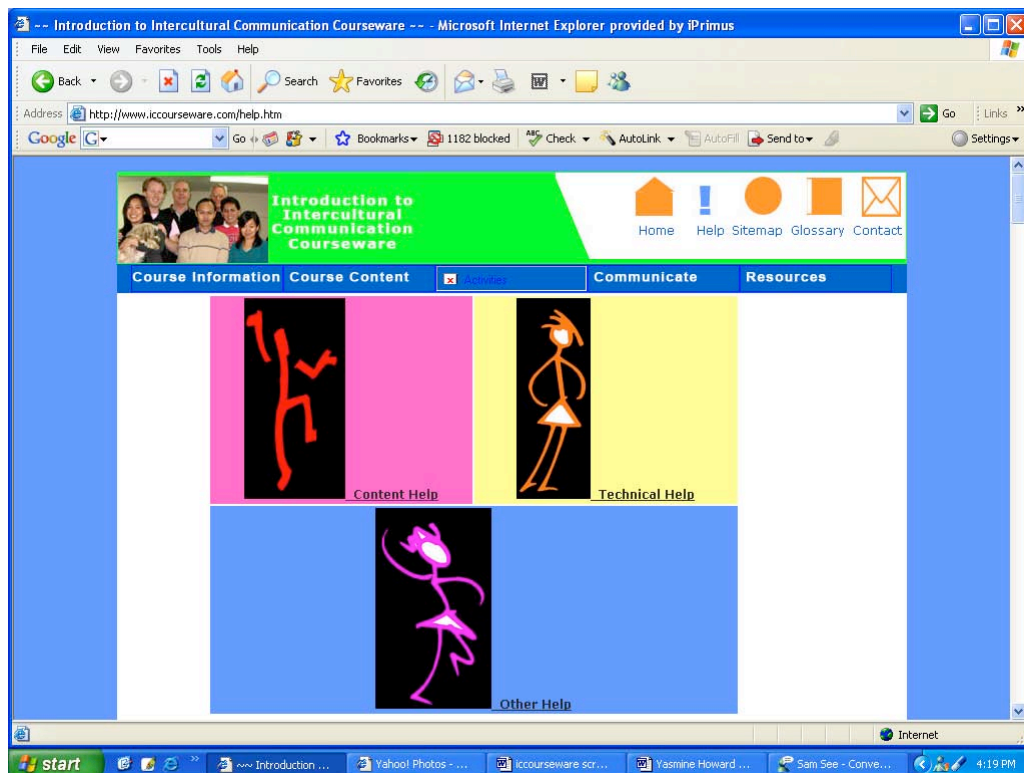 ~~ Introduction to Intercultural Communication Courseware ~~ - Microsoft Internet Explorer provided by iPrimus
File Edit View Favorites Tools Help
Back Search Favorites W
Address http://www.iccourseware.com/help.htm Go Links »
Google G Go Bookmarks 1182 blocked ABC Check AutoLink AutoFill Send to Settings
Introduction to
Intercultural
Communication
Courseware
Home Help Sitemap Glossary Contact
Course Information Course Content Activities Communicate Resources
Content Help Technical Help
Other Help
Internet
start » ~~ Introduction ... Yahoo! Photos - ... iccourseware scr... Yasmine Howard ... Sam See - Conve... 4:19 PM